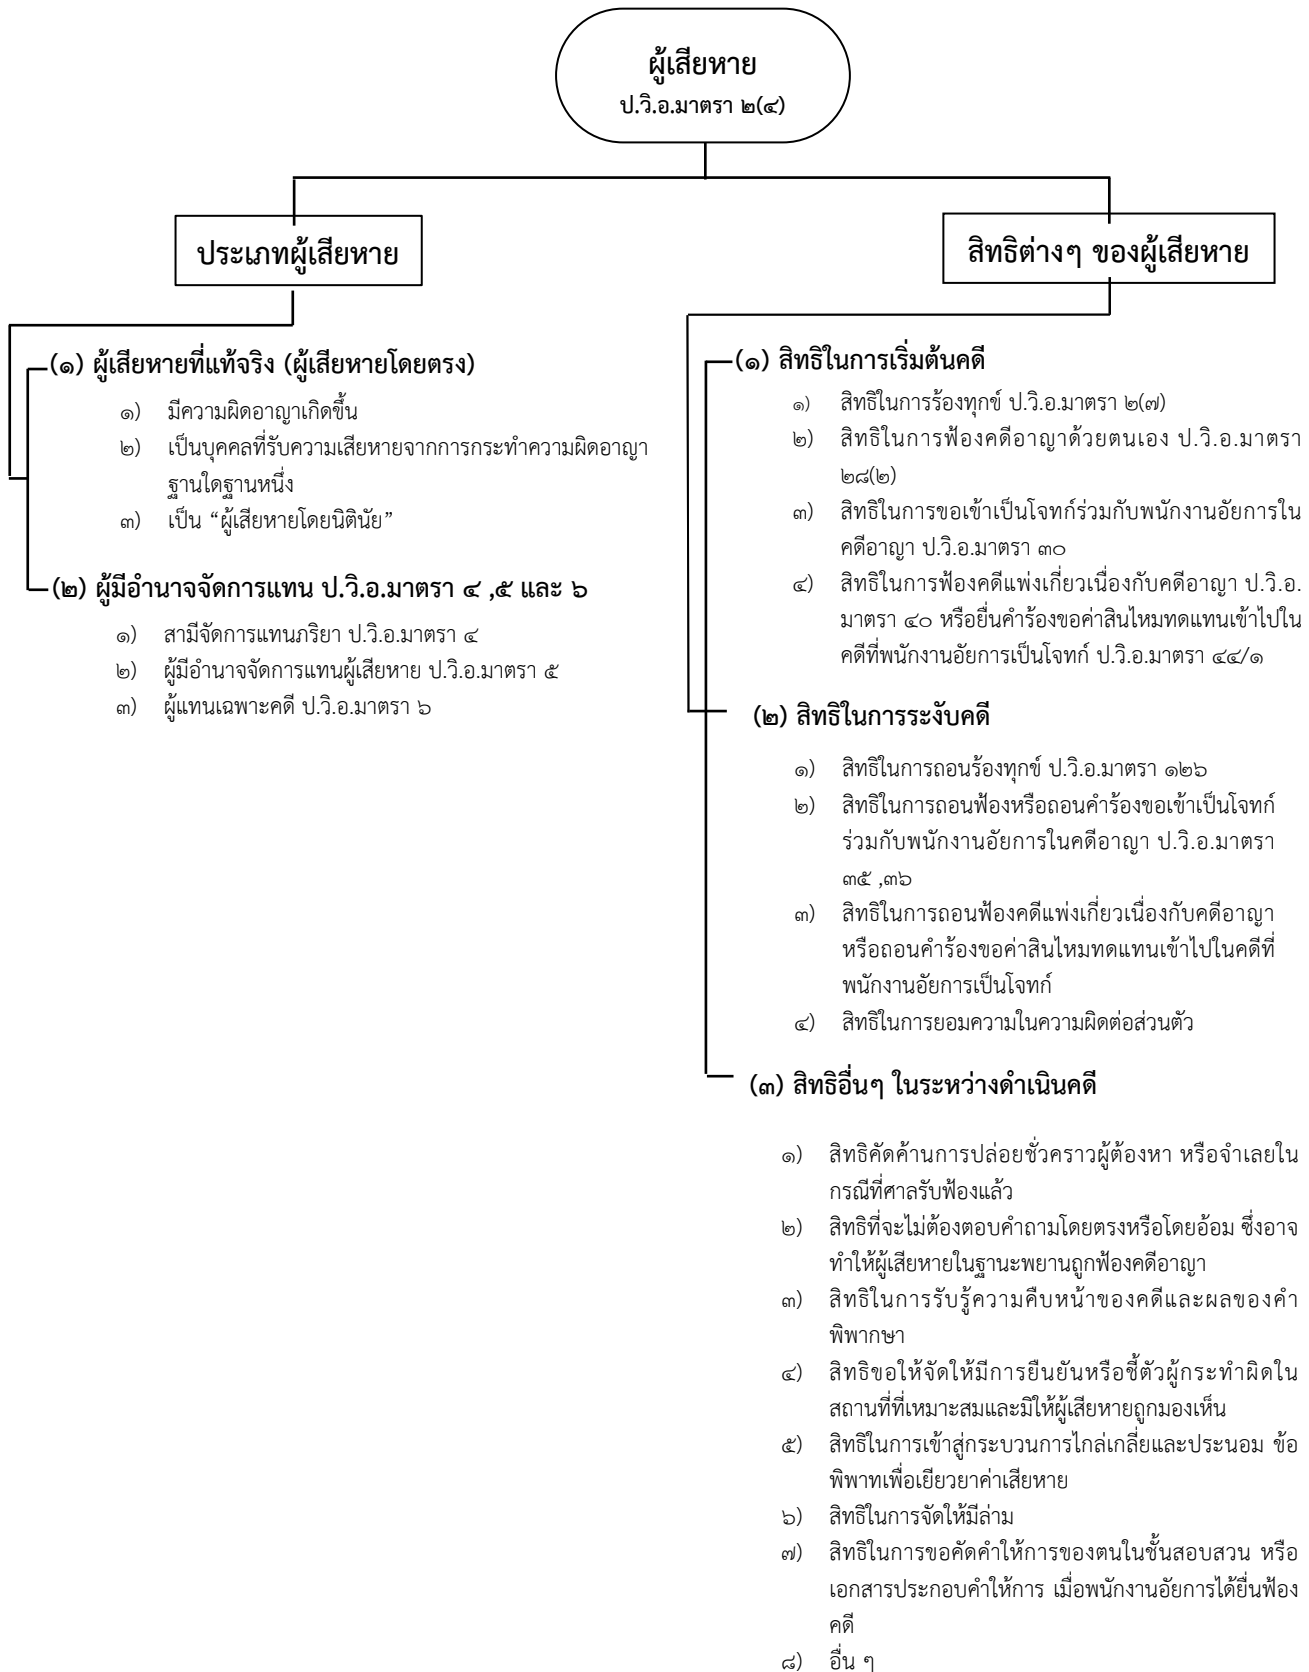 ผู้เสียหาย
ป.วิ.อ.มาตรา ๒(๔)
ประเภทผู้เสียหาย
(๑) ผู้เสียหายที่แท้จริง (ผู้เสียหายโดยตรง)
๑) มีความผิดอาญาเกิดขึ้น
๒) เป็นบุคคลที่รับความเสียหายจากการกระทำความผิดอาญา
ฐานใดฐานหนึ่ง
๓) เป็น “ผู้เสียหายโดยนิตินัย”
(๒) ผู้มีอำนาจจัดการแทน ป.วิ.อ.มาตรา ๔ ,๕ และ ๖
๑) สามีจัดการแทนภริยา ป.วิ.อ.มาตรา ๔
๒) ผู้มีอำนาจจัดการแทนผู้เสียหาย ป.วิ.อ.มาตรา ๕
๓) ผู้แทนเฉพาะคดี ป.วิ.อ.มาตรา ๖
สิทธิต่างๆ ของผู้เสียหาย
(๑) สิทธิในการเริ่มต้นคดี
๑) สิทธิในการร้องทุกข์ ป.วิ.อ.มาตรา ๒(๗)
๒) สิทธิในการฟ้องคดีอาญาด้วยตนเอง ป.วิ.อ.มาตรา
๒๘(๒)
๓) สิทธิในการขอเข้าเป็นโจทก์ร่วมกับพนักงานอัยการใน
คดีอาญา ป.วิ.อ.มาตรา ๓๐
๔) สิทธิในการฟ้องคดีแพ่งเกี่ยวเนื่องกับคดีอาญา ป.วิ.อ.
มาตรา ๔๐ หรือยื่นคำร้องขอค่าสินไหมทดแทนเข้าไปใน
คดีที่พนักงานอัยการเป็นโจทก์ ป.วิ.อ.มาตรา ๔๔/๑
(๒) สิทธิในการระงับคดี
๑) สิทธิในการถอนร้องทุกข์ ป.วิ.อ.มาตรา ๑๒๖
๒) สิทธิในการถอนฟ้องหรือถอนคำร้องขอเข้าเป็นโจทก์
ร่วมกับพนักงานอัยการในคดีอาญา ป.วิ.อ.มาตรา
๓๕ ,๓๖
๓) สิทธิในการถอนฟ้องคดีแพ่งเกี่ยวเนื่องกับคดีอาญา
หรือถอนคำร้องขอค่าสินไหมทดแทนเข้าไปในคดีที่
พนักงานอัยการเป็นโจทก์
๔) สิทธิในการยอมความในความผิดต่อส่วนตัว
(๓) สิทธิอื่นๆ ในระหว่างดำเนินคดี
๑) สิทธิคัดค้านการปล่อยชั่วคราวผู้ต้องหา หรือจำเลยใน
กรณีที่ศาลรับฟ้องแล้ว
๒) สิทธิที่จะไม่ต้องตอบคำถามโดยตรงหรือโดยอ้อม ซึ่งอาจ
ทำให้ผู้เสียหายในฐานะพยานถูกฟ้องคดีอาญา
๓) สิทธิในการรับรู้ความคืบหน้าของคดีและผลของคำ
พิพากษา
๔) สิทธิขอให้จัดให้มีการยืนยันหรือชี้ตัวผู้กระทำผิดใน
สถานที่ที่เหมาะสมและมิให้ผู้เสียหายถูกมองเห็น
๕) สิทธิในการเข้าสู่กระบวนการไกล่เกลี่ยและประนอม ข้อ
พิพาทเพื่อเยียวยาค่าเสียหาย
๖) สิทธิในการจัดให้มีล่าม
๗) สิทธิในการขอคัดคำให้การของตนในชั้นสอบสวน หรือ
เอกสารประกอบคำให้การ เมื่อพนักงานอัยการได้ยื่นฟ้อง
คดี
๘) อื่น ๆ